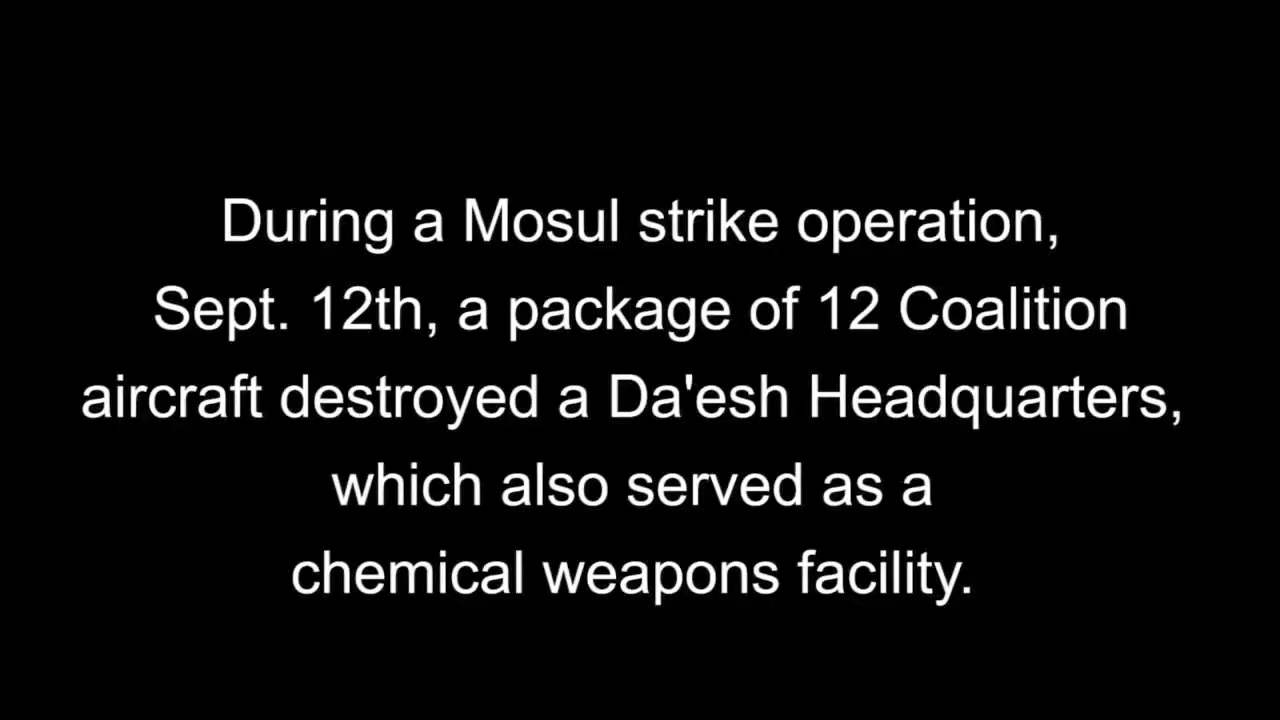 During a Mosul strike operation,
Sept. 12th, a package of 12 Coalition
aircraft destroyed a Da'esh Headquarters,
which also served as a
chemical weapons facility.